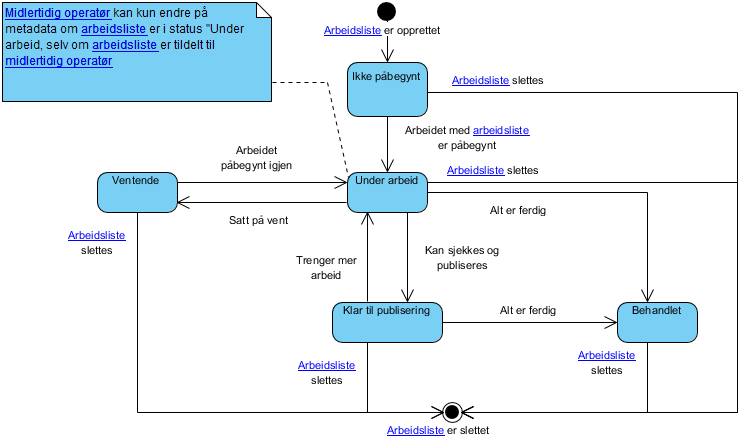 Midlertidig operatør kan kun endre på
metadata om arbeidsliste er i status "Under
arbeid, selv om arbeidsliste er tildelt til
midlertidig operatør
Arbeidsliste er opprettet
Ikke påbegynt
Arbeidsliste slettes
Arbeidet med arbeidsliste
er påbegynt
Arbeidet
påbegynt igjen
Ventende
Under arbeid
Arbeidsliste slettes
Satt på vent
Alt er ferdig
Arbeidsliste
slettes
Trenger mer
arbeid
Kan sjekkes og
publiseres
Klar til publisering
Alt er ferdig
Behandlet
Arbeidsliste
slettes
Arbeidsliste
slettes
Arbeidsliste er slettet